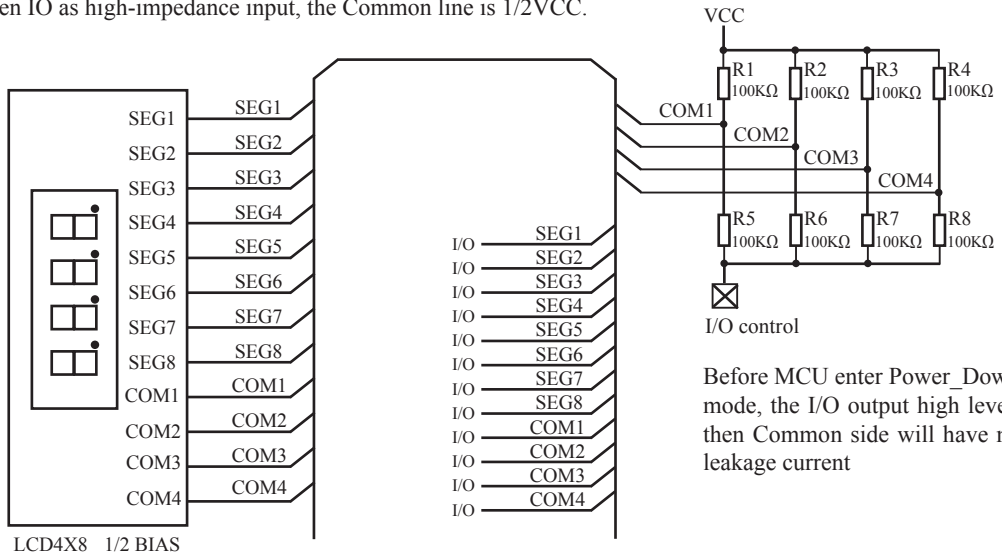 en IO as high-impedance input, the Common line is 1/2VCC.
VCC
R1 R2 R3 R4
100KΩ 100KΩ 100KΩ 100KΩ
COM1
COM2
COM3
COM4
R5 R6 R7 R8
100KΩ 100KΩ 100KΩ 100KΩ
I/O control
SEG1 SEG1
SEG2 SEG2
SEG3 SEG3
SEG4 SEG4
SEG5 SEG5
SEG6 SEG6
SEG7 SEG7
SEG8 SEG8
COM1 COM1
COM2 COM2
COM3 COM3
COM4 COM4
LCD4X8 1/2 BIAS
I/O SEG1
I/O SEG2
I/O SEG3
I/O SEG4
I/O SEG5
I/O SEG6
I/O SEG7
I/O SEG8
I/O COM1
I/O COM2
I/O COM3
I/O COM4
Before MCU enter Power_Dow
mode, the I/O output high leve
then Common side will have
leakage current